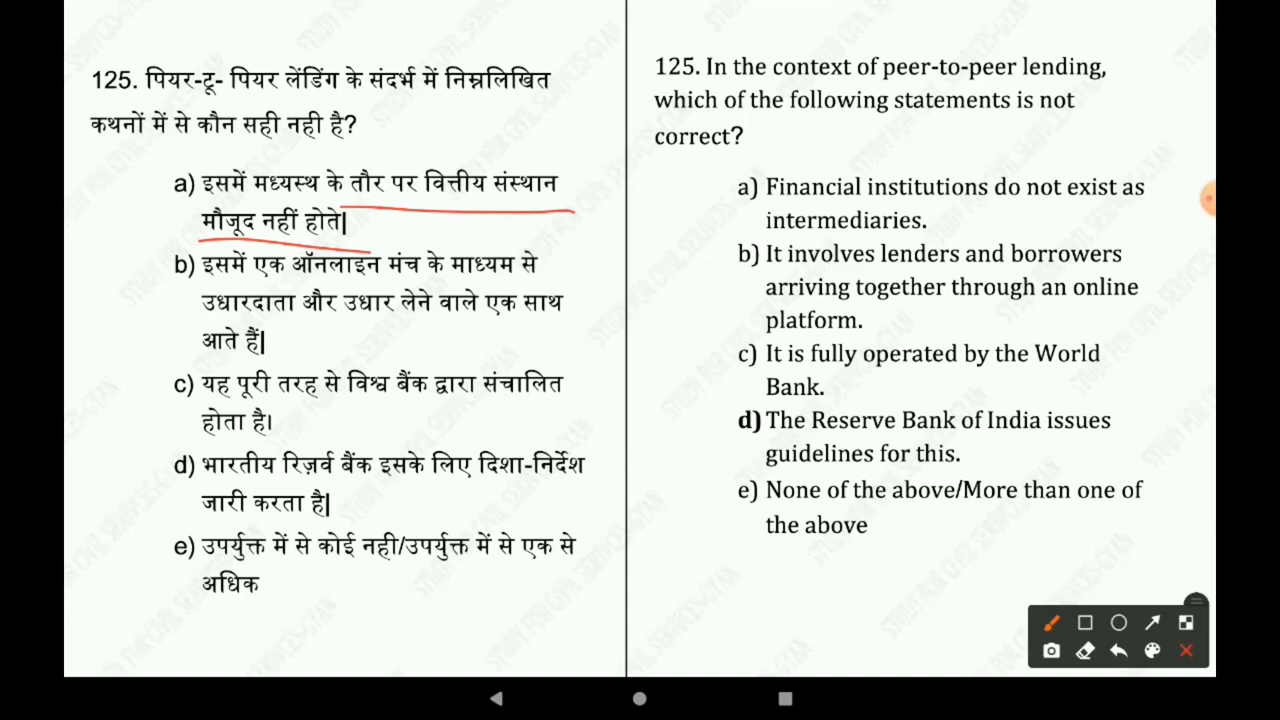 125. पियर-टू- पियर लेंडिंग के संदर्भ में निम्नलिखित
कथनों में से कौन सही नही है?
a) इसमें मध्यस्थ के तौर पर वित्तीय संस्थान
मौजूद नहीं होते|
b) इसमें एक ऑनलाइन मंच के माध्यम से
उधारदाता और उधार लेने वाले एक साथ
आते हैं|
c) यह पूरी तरह से विश्व बैंक द्वारा संचालित
होता है।
d) भारतीय रिज़र्व बैंक इसके लिए दिशा-निर्देश
जारी करता है|
e) उपर्युक्त में से कोई नही/उपर्युक्त में से एक से
अधिक
125. In the context of peer-to-peer lending,
which of the following statements is not
correct?
a) Financial institutions do not exist as
intermediaries.
b) It involves lenders and borrowers
arriving together through an online
platform.
c) It is fully operated by the World
Bank.
d) The Reserve Bank of India issues
guidelines for this.
e) None of the above/More than one of
the above